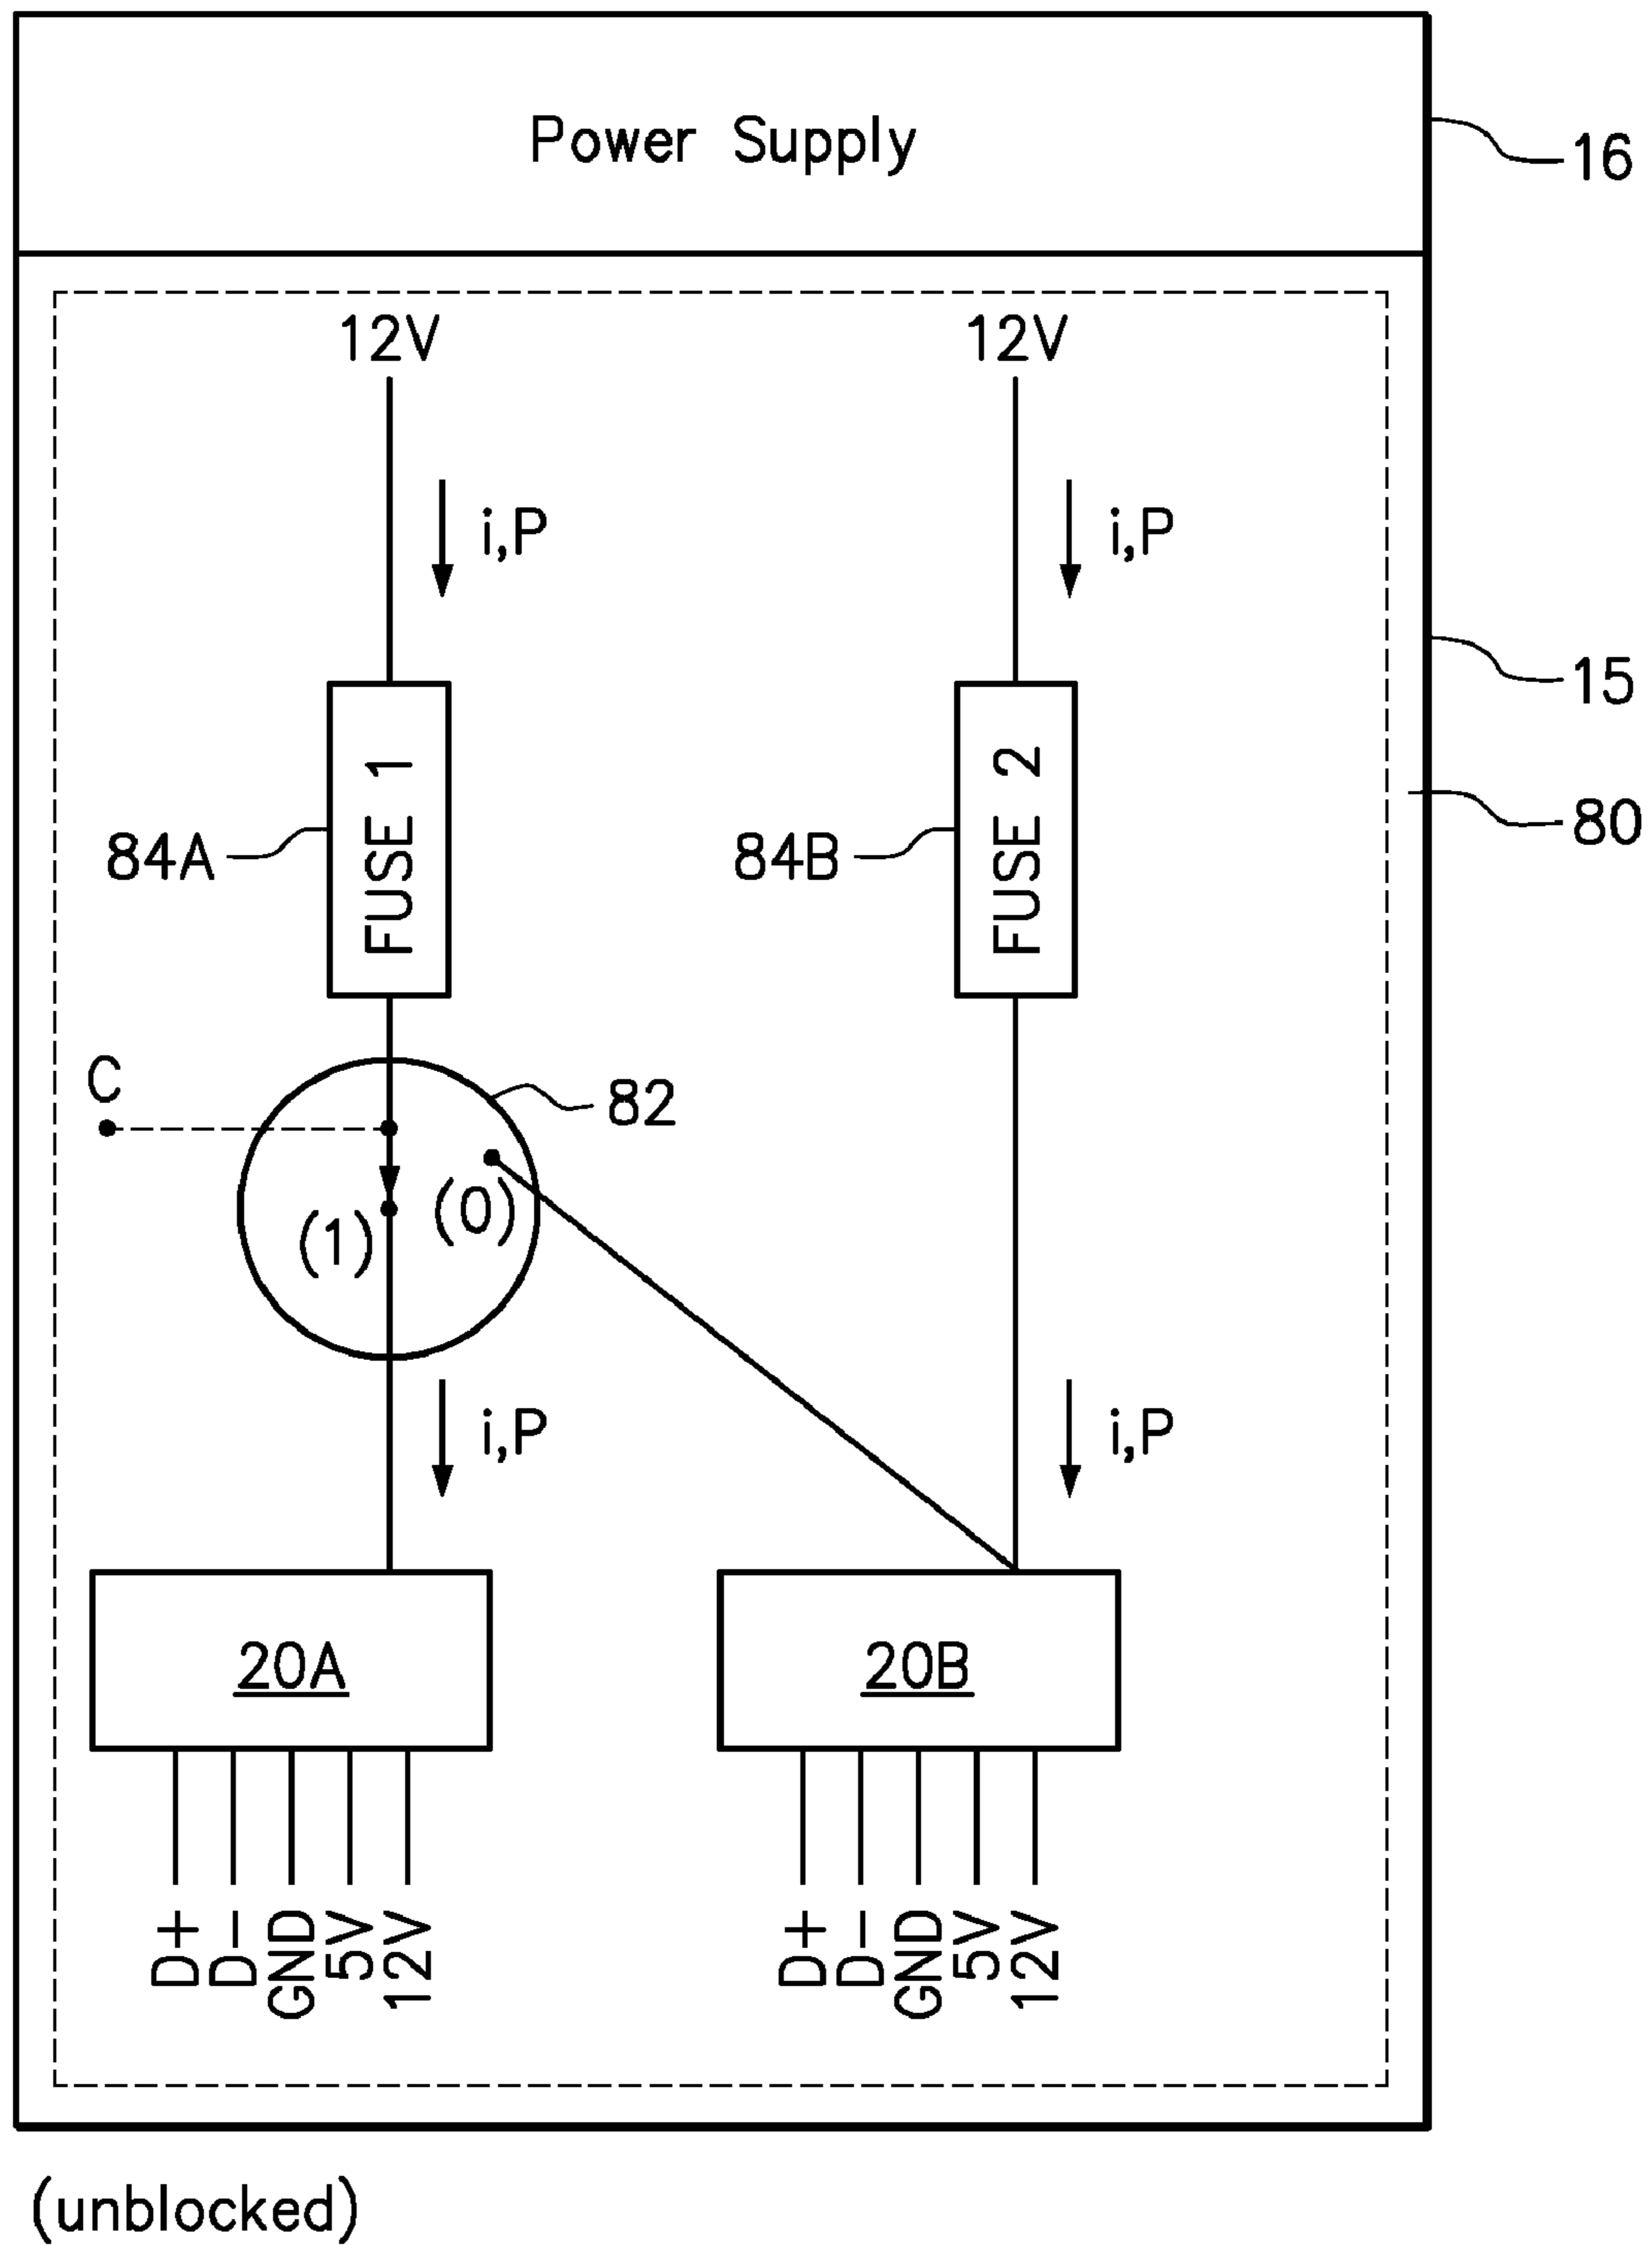 Power Supply
16
12V 12V
i,P i,P
15
FUSE 1 FUSE 2
80
84A 84B
C
82
(1) (0)
i,P i,P
20A 20B
D+ D- GND 5V 12V D+ D- GND 5V 12V
(unblocked)